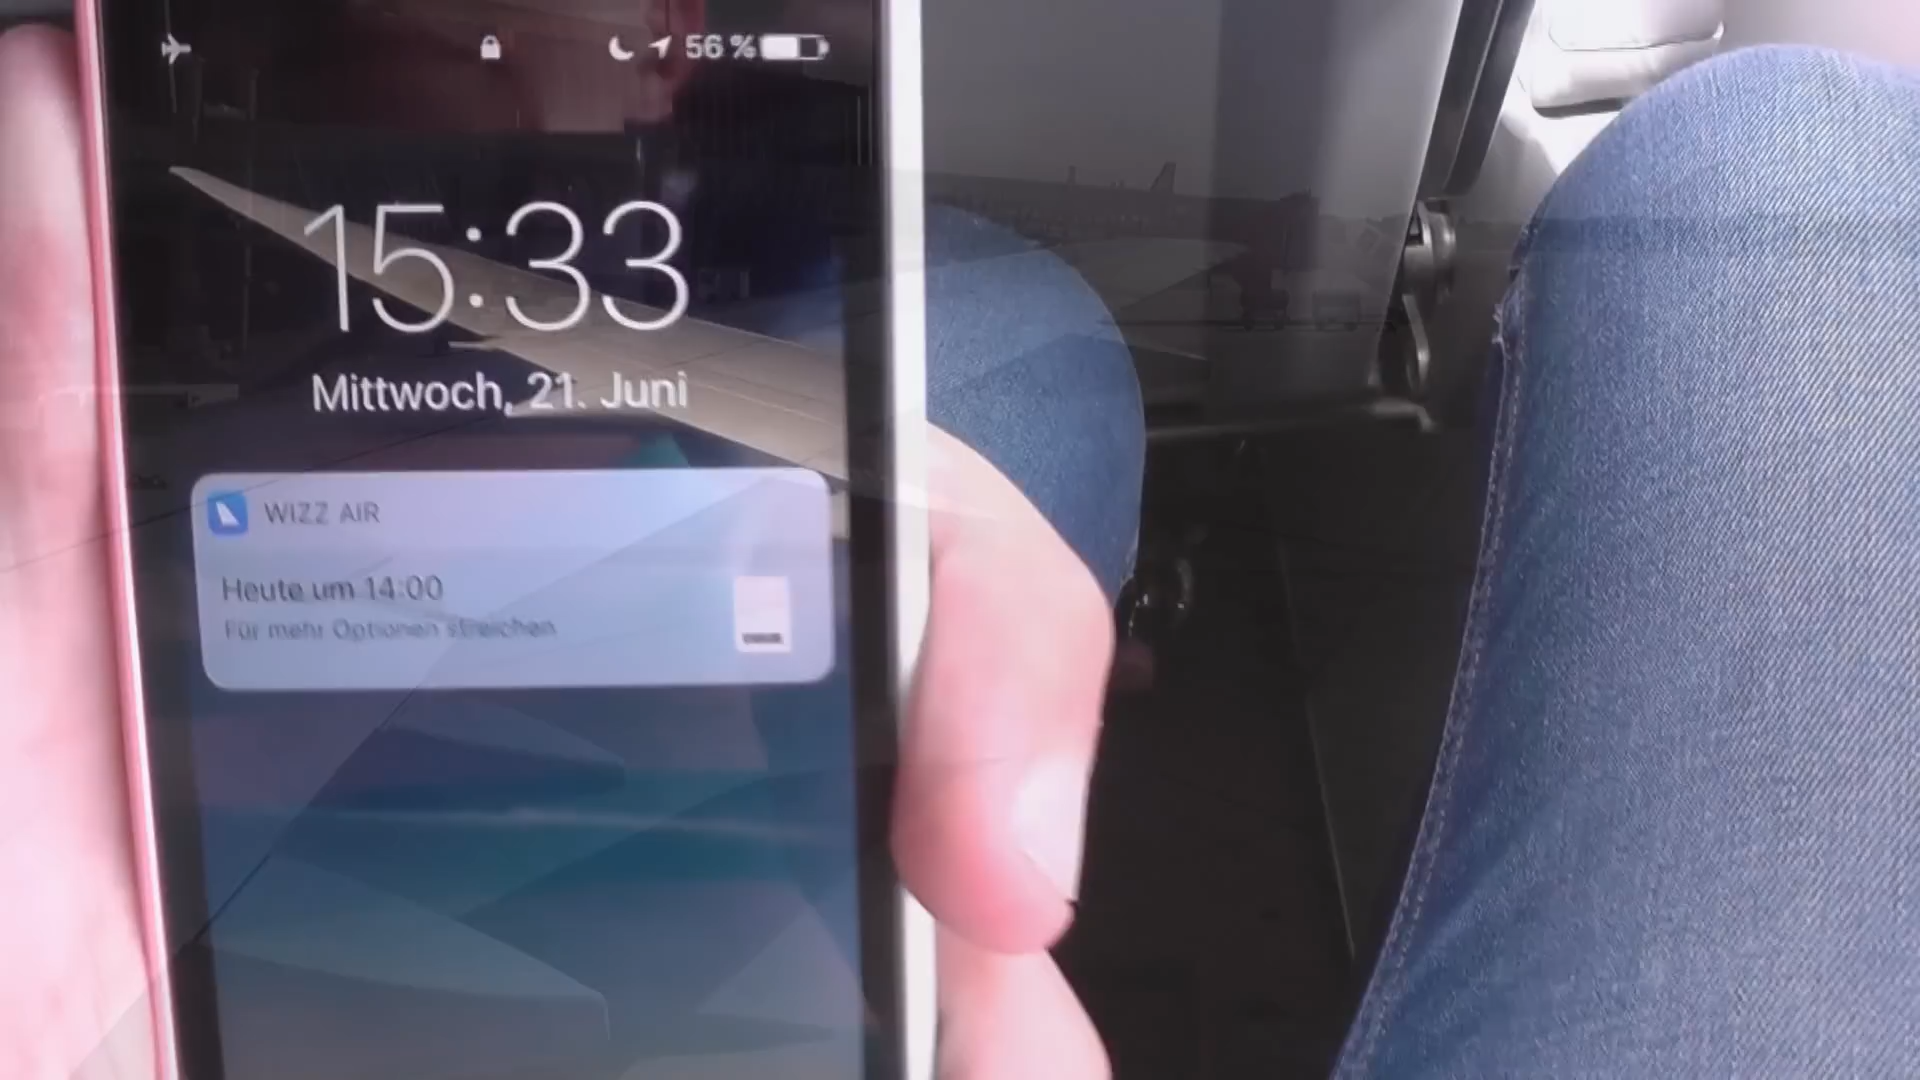 56 %
15:33
Mittwoch, 21. Juni
WIZZ AIR
Heute um 14:00
Für mehr Optionen streichen